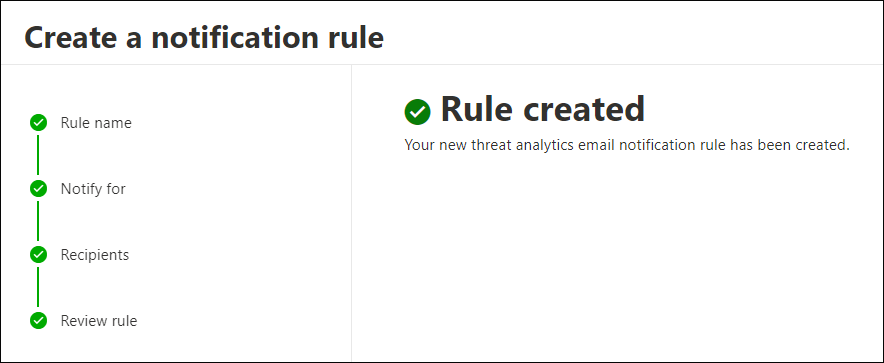 Create a notification rule
Rule name
Notify for
Recipients
Review rule
Rule created
Your new threat analytics email notification rule has been created.